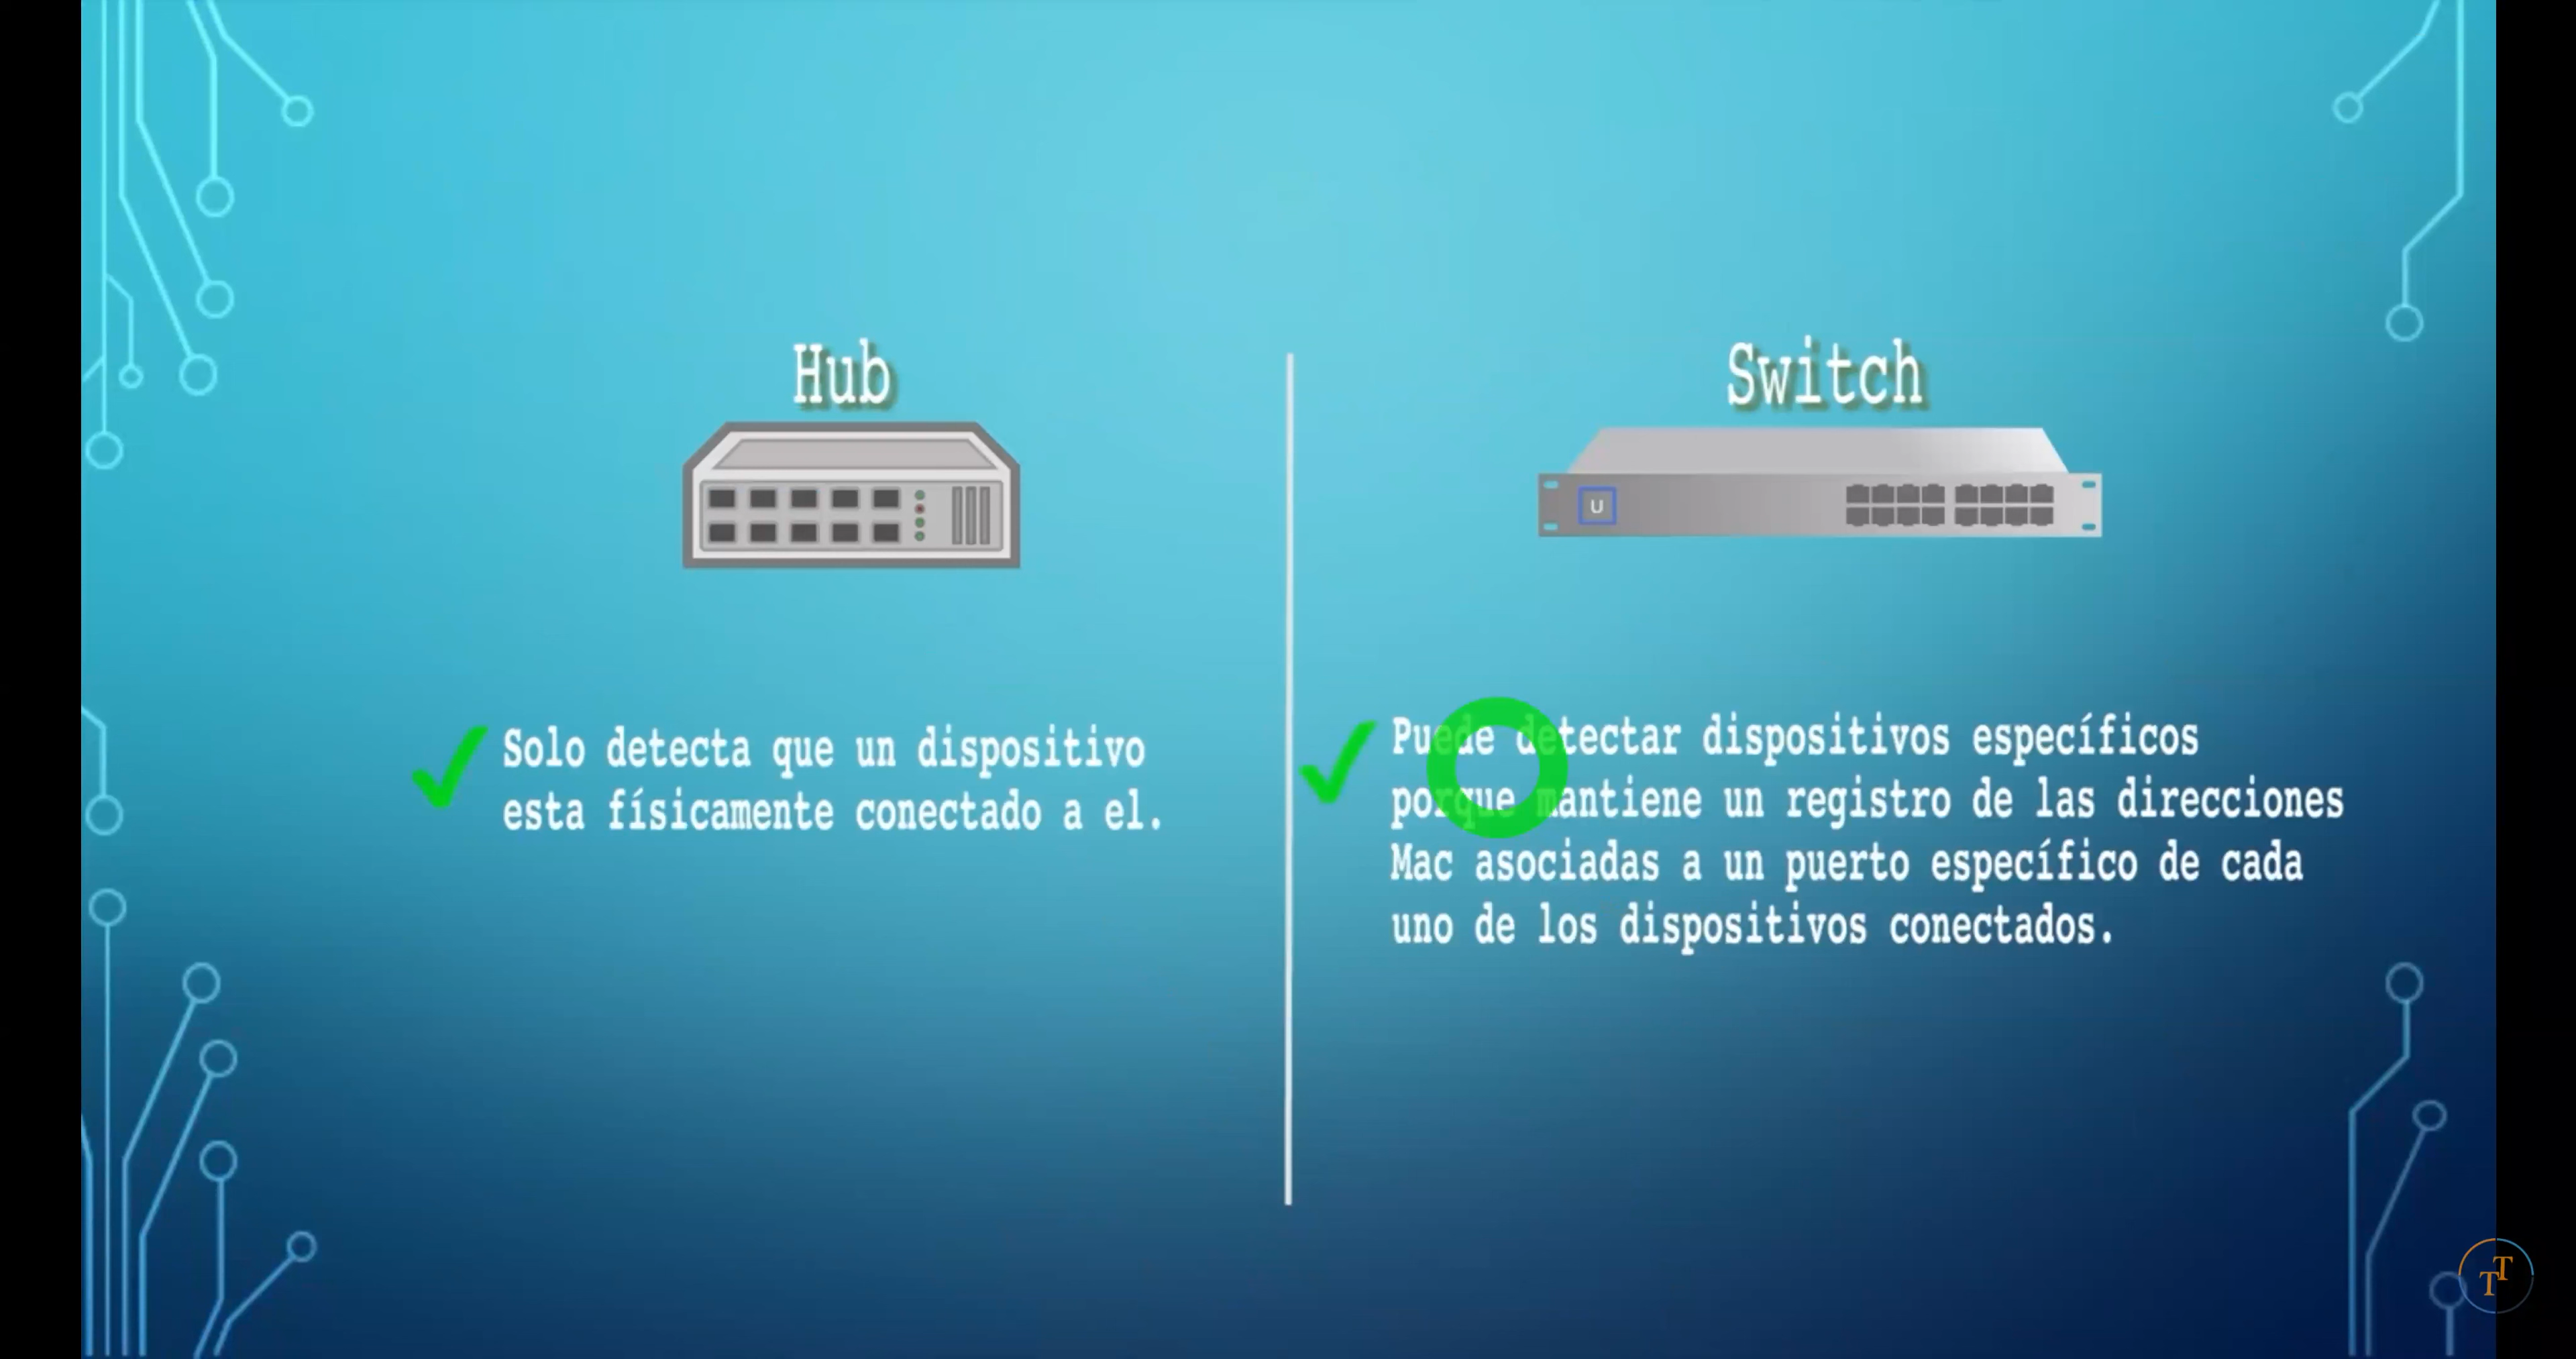 Hub
Switch
U
Solo detecta que un dispositivo
esta físicamente conectado a el.
Puede detectar dispositivos específicos
porque mantiene un registro de las direcciones
Mac asociadas a un puerto específico de cada
uno de los dispositivos conectados.
TT